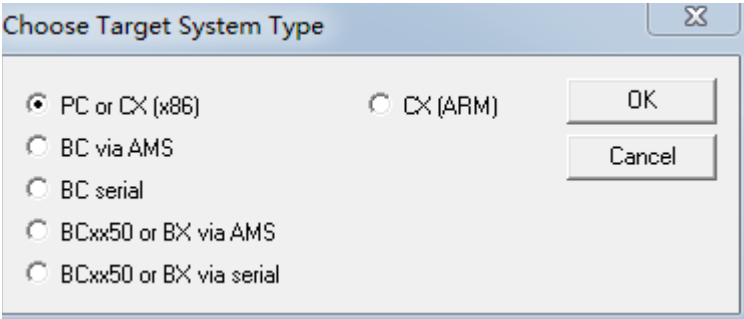 Choose Target System Type
PC or CX (x86)
CX (ARM)
OK
BC via AMS
Cancel
BC serial
BCxx50 or BX via AMS
BCxx50 or BX via serial